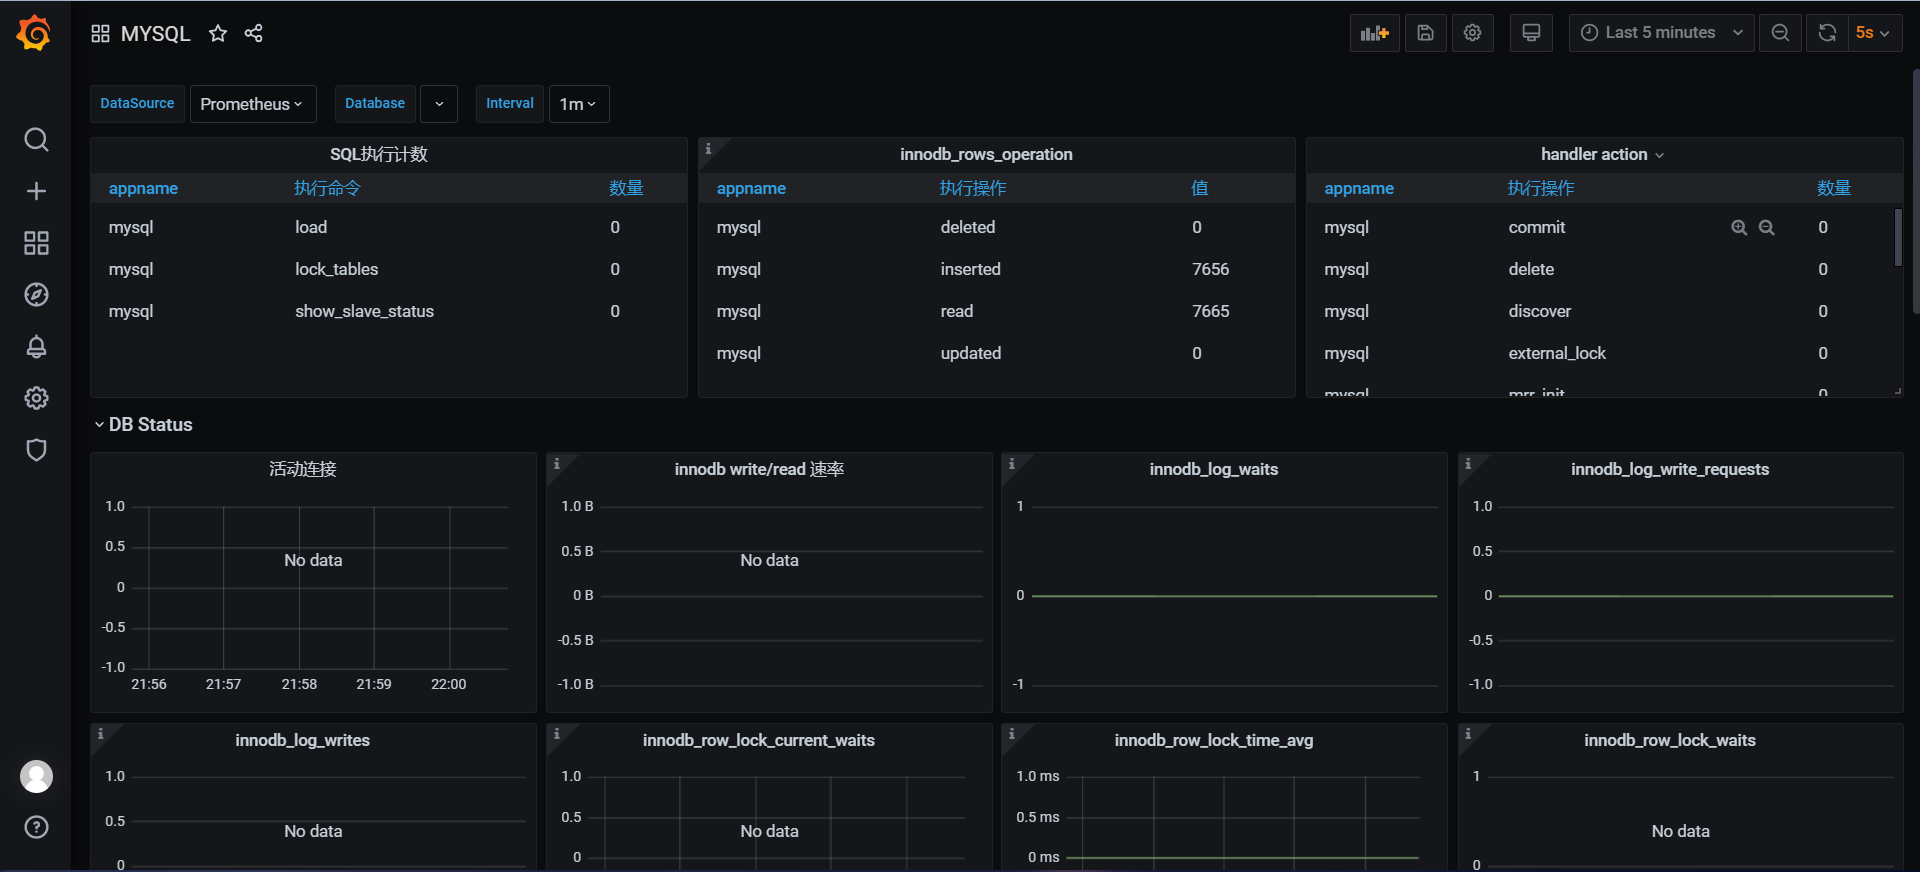 MYSQL
Last 5 minutes
5s
DataSource Prometheus Database Interval 1m
SQL执行计数
appname 执行命令 数量
mysql load 0
mysql lock_tables 0
mysql show_slave_status 0
innodb_rows_operation
appname 执行操作 值
mysql deleted 0
mysql inserted 7656
mysql read 7665
mysql updated 0
handler action
appname 执行操作 数量
mysql commit 0
mysql delete 0
mysql discover 0
mysql external_lock 0
mysql mrr_init 0
DB Status
活动连接
1.0
0.5
No data
0
-0.5
-1.0
21:56 21:57 21:58 21:59 22:00
innodb write/read 速率
1.0 B
0.5 B
No data
0 B
-0.5 B
-1.0 B
innodb_log_waits
1
0
-1
innodb_log_write_requests
1.0
0.5
0
-0.5
-1.0
innodb_log_writes
1.0
0.5
No data
0
innodb_row_lock_current_waits
1.0
0.5
No data
0
innodb_row_lock_time_avg
1.0 ms
0.5 ms
0 ms
innodb_row_lock_waits
1
No data
0